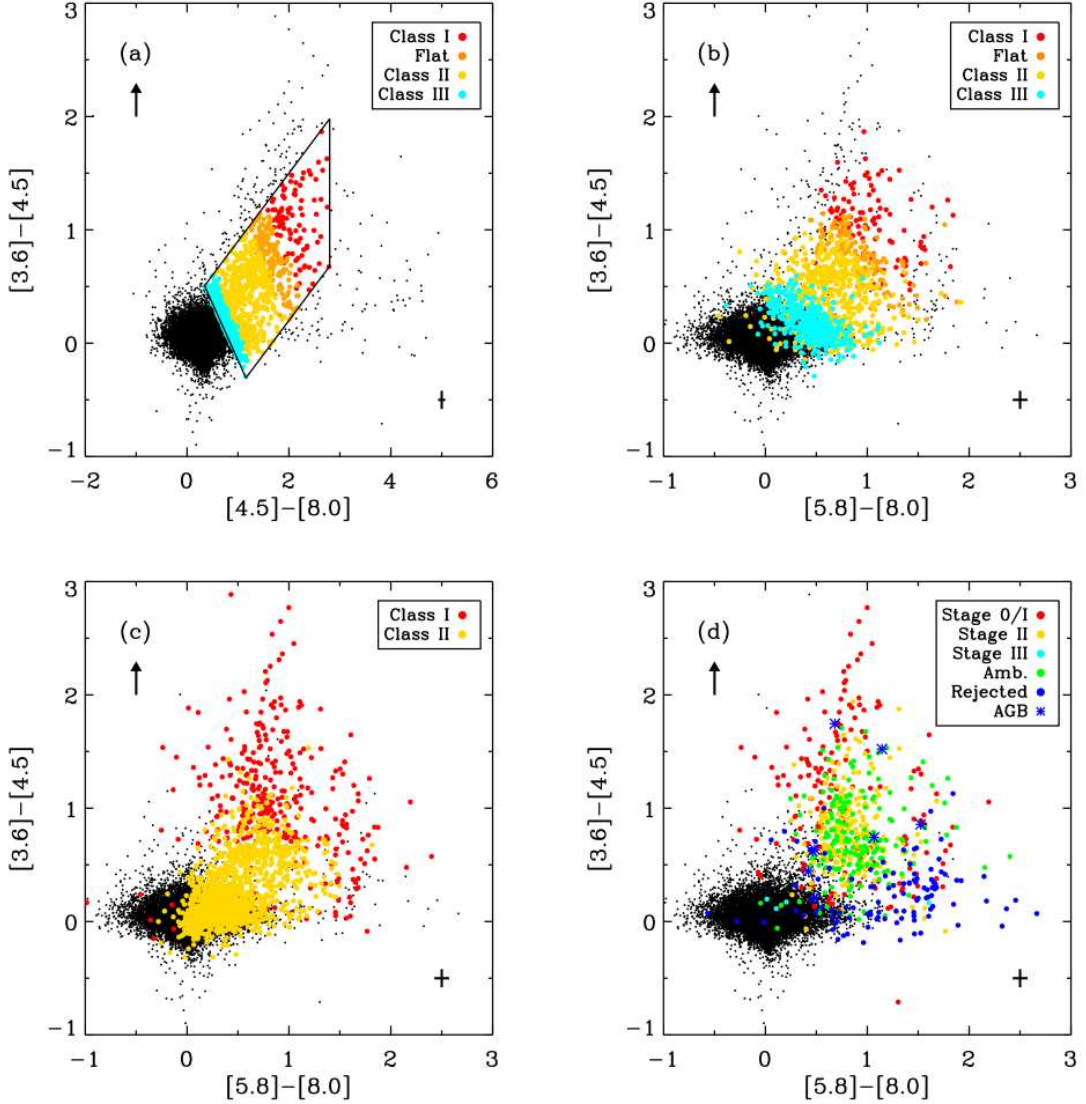 (a)
Class I
Flat
Class II
Class III
3
2
1
0
−1
[3.6]−[4.5]
−2
0
2
4
6
[4.5]−[8.0]
(b)
Class I
Flat
Class II
Class III
3
2
1
0
−1
[3.6]−[4.5]
−1
0
1
2
3
[5.8]−[8.0]
(c)
Class I
Class II
3
2
1
0
−1
[3.6]−[4.5]
−1
0
1
2
3
[5.8]−[8.0]
(d)
Stage 0/I
Stage II
Stage III
Amb.
Rejected
AGB
3
2
1
0
−1
[3.6]−[4.5]
−1
0
1
2
3
[5.8]−[8.0]